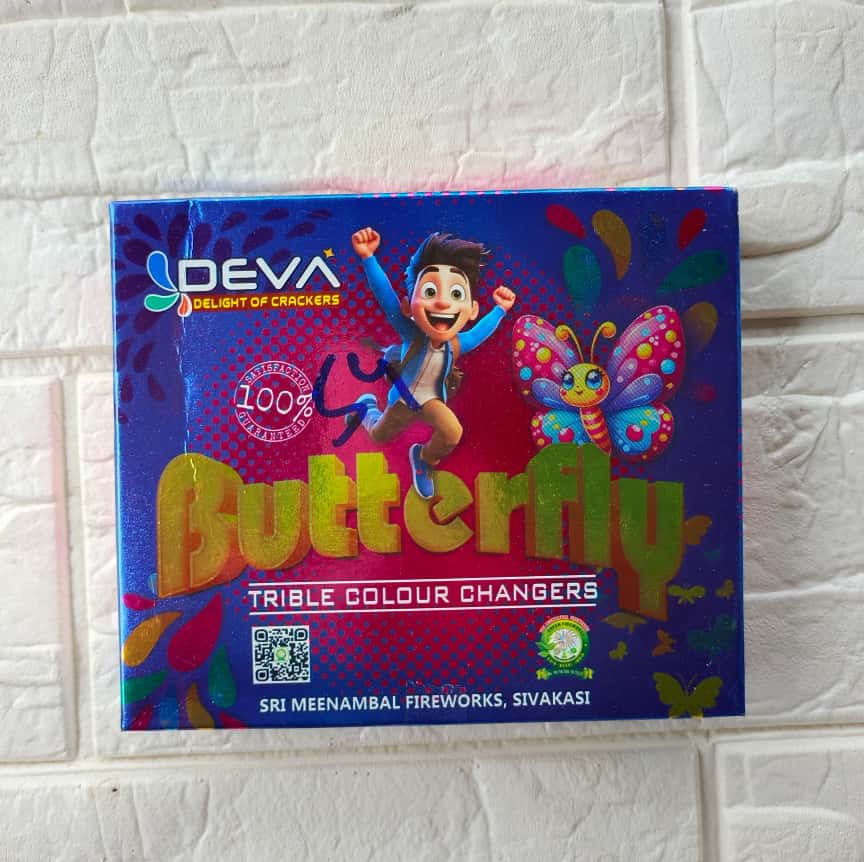 DEVA
DELIGHT OF CRACKERS
SATISFACTION
100%
GUARANTEED
Butterfly
TRIBLE COLOUR CHANGERS
SRI MEENAMBAL FIREWORKS, SIVAKASI